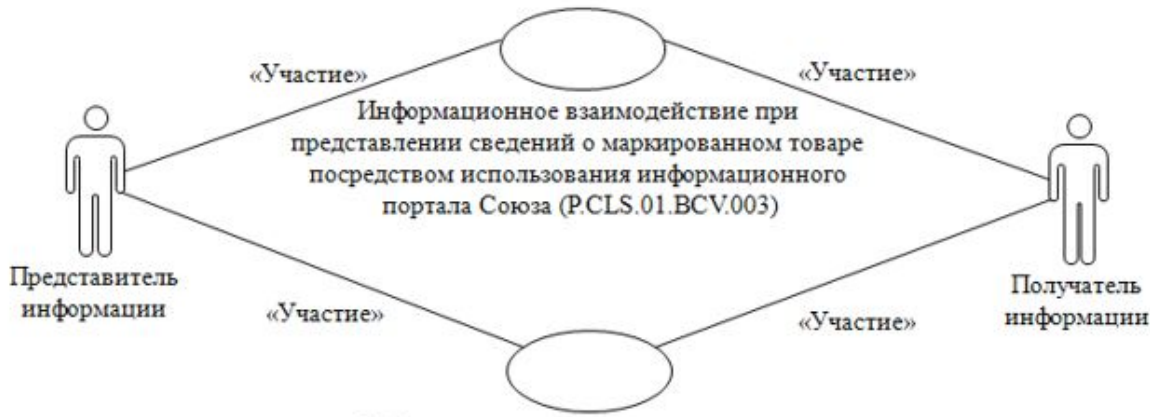 «Участие»
«Участие»
Информационное взаимодействие при
представлении сведений о маркированном товаре
посредством использования информационного
портала Союза (P.CLS.01.BCV.003)
Представитель
информации
Получатель
информации
«Участие»
«Участие»